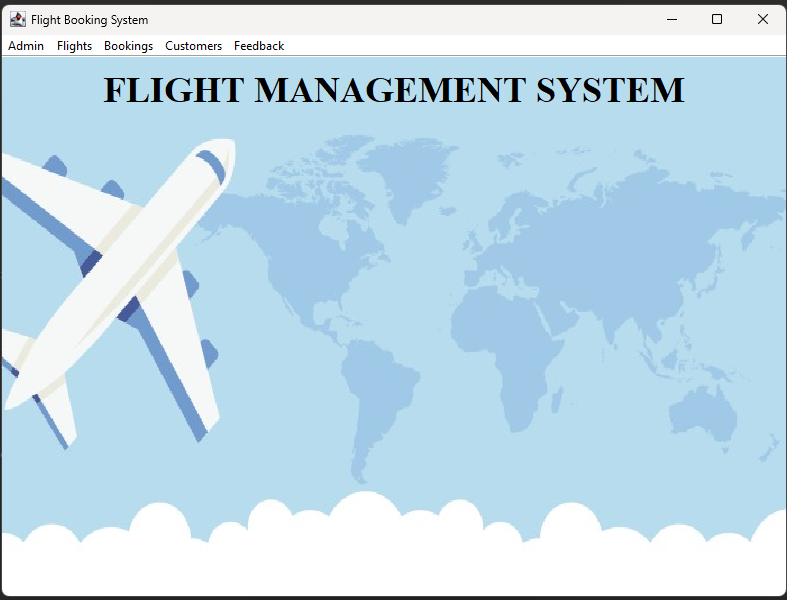 Flight Booking System
Admin Flights Bookings Customers Feedback
FLIGHT MANAGEMENT SYSTEM